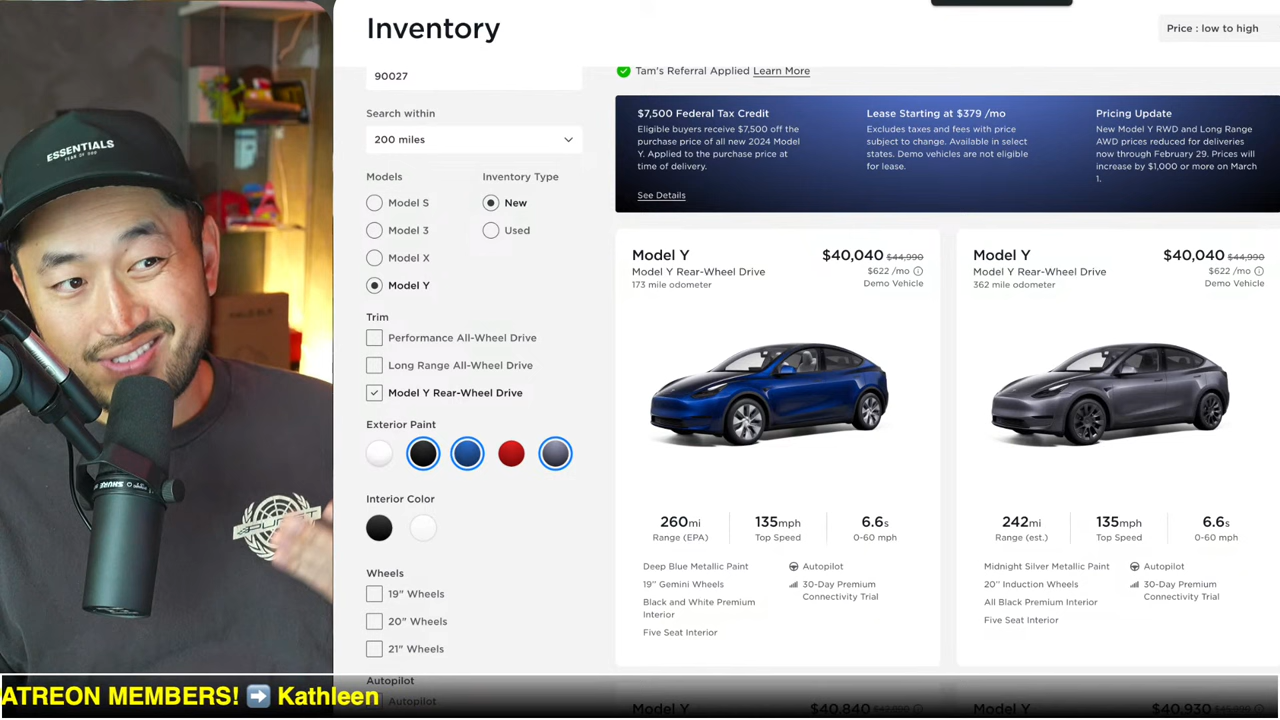 Inventory
Price : low to high
90027
Search within
200 miles
Models
Model S
Model 3
Model X
Model Y
Inventory Type
New
Used
Trim
Performance All-Wheel Drive
Long Range All-Wheel Drive
Model Y Rear-Wheel Drive
Exterior Paint
Interior Color
Wheels
19" Wheels
20" Wheels
21" Wheels
Autopilot
Autopilot
Tam's Referral Applied Learn More
$7,500 Federal Tax Credit
Eligible buyers receive $7,500 off the
purchase price of all new 2024 Model
Y. Applied to the purchase price at
time of delivery.
See Details
Lease Starting at $379 /mo
Excludes taxes and fees with price
subject to change. Available in select
states. Demo vehicles are not eligible
for lease.
Pricing Update
New Model Y RWD and Long Range
AWD prices reduced for deliveries
now through February 29. Prices will
increase by $1,000 or more on March
1.
Model Y
$40,040 $44,990
Model Y Rear-Wheel Drive
$622 /mo
173 mile odometer
Demo Vehicle
260mi
Range (EPA)
135mph
Top Speed
6.6s
0-60 mph
Deep Blue Metallic Paint
19" Gemini Wheels
Black and White Premium
Interior
Five Seat Interior
Autopilot
30-Day Premium
Connectivity Trial
Model Y
$40,040 $44,990
Model Y Rear-Wheel Drive
$622 /mo
362 mile odometer
Demo Vehicle
242mi
Range (est.)
135mph
Top Speed
6.6s
0-60 mph
Midnight Silver Metallic Paint
20" Induction Wheels
All Black Premium Interior
Five Seat Interior
Autopilot
30-Day Premium
Connectivity Trial
Model Y
$40,840
Model Y
$40,930
ESSENTIALS
FEAR OF GOD
SHURE
ATREON MEMBERS! ➡️ Kathleen